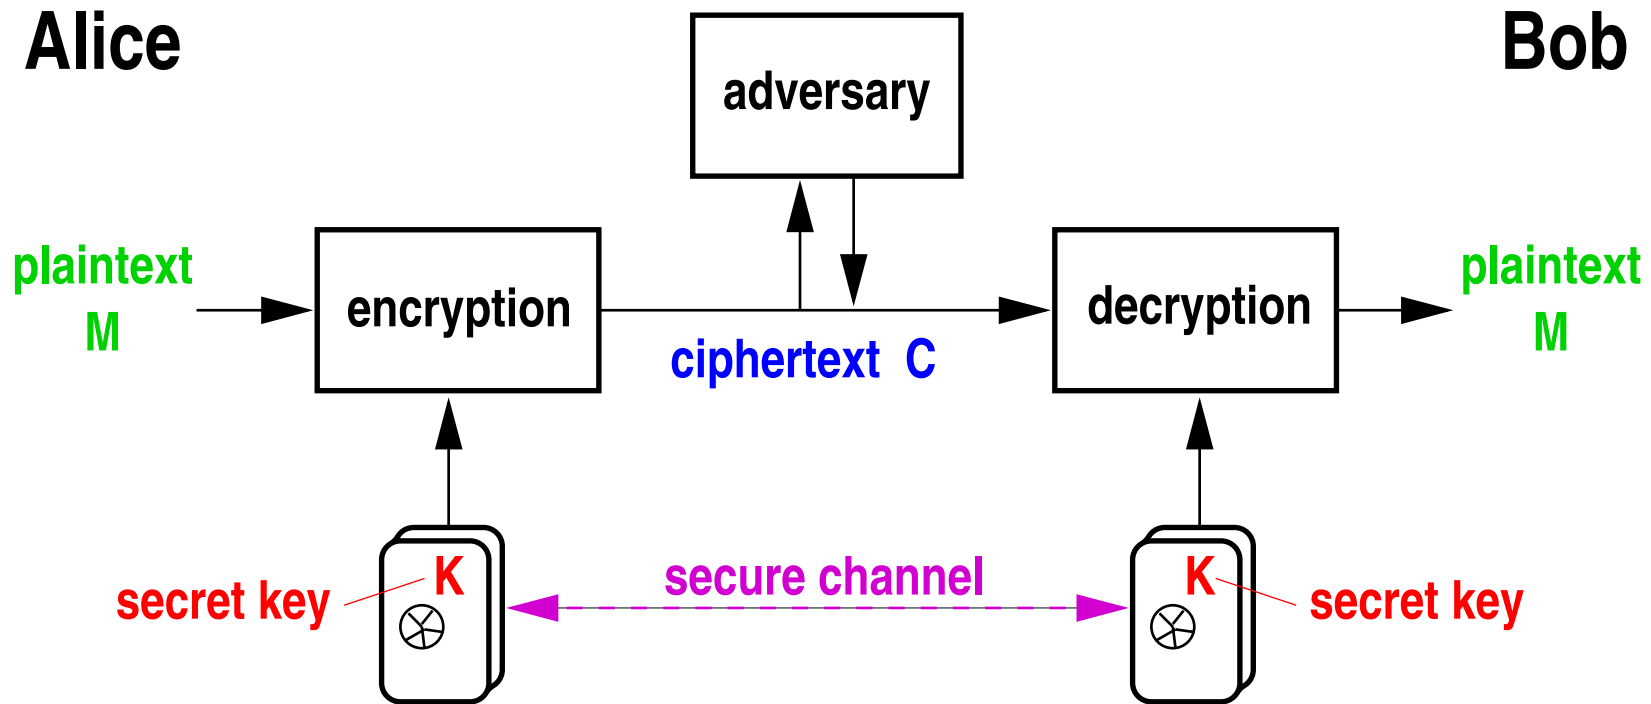 Alice
Bob
adversary
plaintext
M
encryption
decryption
plaintext
M
ciphertext C
K
secret key
secure channel
K
secret key